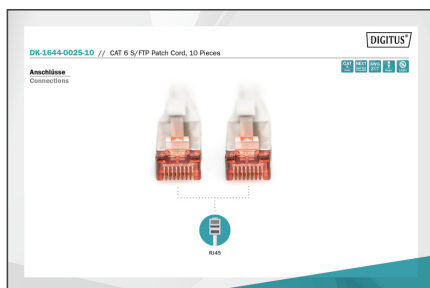 DIGITUS®
DK-1644-0025-10 // CAT 6 S/FTP Patch Cord, 10 Pieces
Anschlüsse
Connections
RJ45